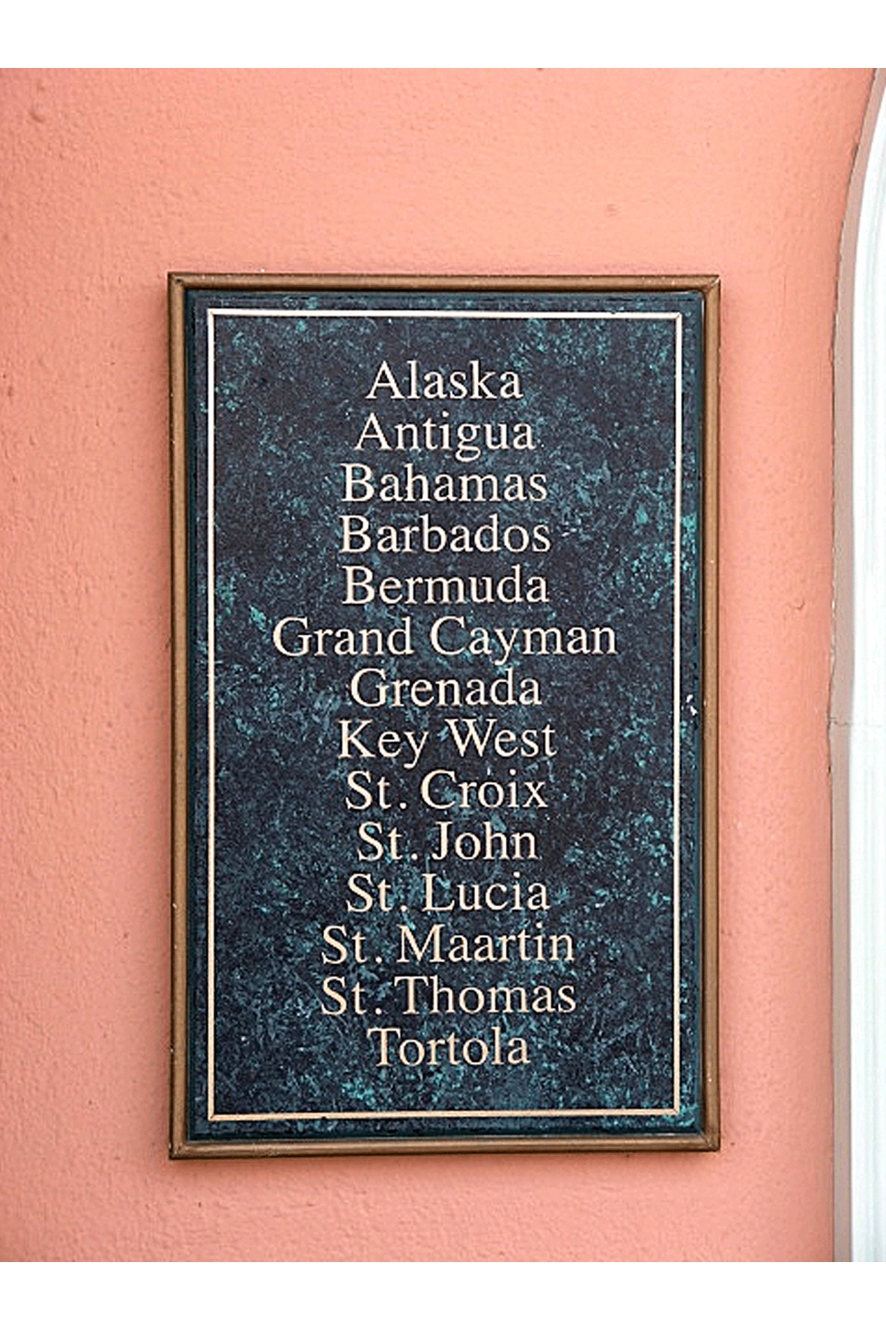 Alaska
Antigua
Bahamas
Barbados
Bermuda
Grand Cayman
Grenada
Key West
St. Croix
St. John
St. Lucia
St. Maartin
St. Thomas
Tortola